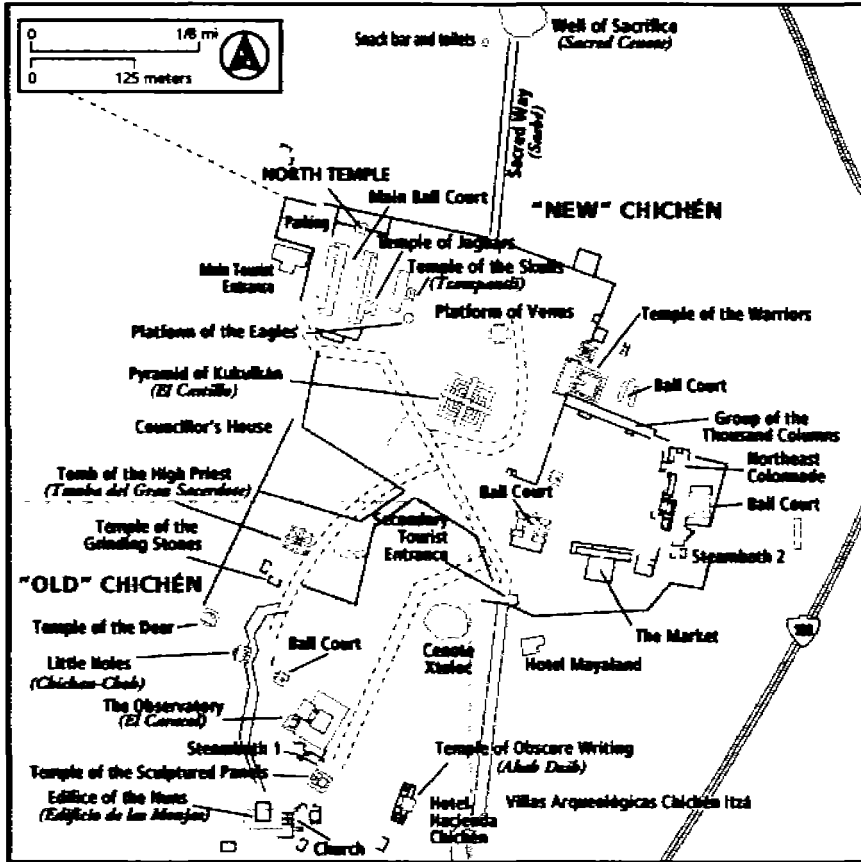 0 1/8 mi
0 125 meters
Snack bar and toilets
Well of Sacrifice
(Sacred Cenote)
Sacred Way
(Sacbé)
NORTH TEMPLE
Main Ball Court
"NEW" CHICHÉN
Parking
Temple of Jaguars
Main Tourist
Entrance
Temple of the Skulls
(Tzompantli)
Platform of the Eagles
Platform of Venus
Temple of the Warriors
Pyramid of Kukulkán
(El Castillo)
Ball Court
Councillor's House
Group of the
Thousand Columns
Northeast
Colonnade
Tomb of the High Priest
(Tumba del Gran Sacerdote)
Ball Court
Ball Court
Temple of the
Grinding Stones
Secondary
Tourist
Entrance
Steambath 2
"OLD" CHICHÉN
Temple of the Deer
Ball Court
Cenote
Xtoloc
The Market
Hotel Mayaland
180
Little Holes
(Chichan-Chob)
The Observatory
(El Caracol)
Steambath 1
Temple of the Sculptured Panels
Temple of Obscure Writing
(Akab Dzib)
Edifice of the Nuns
(Edificio de las Monjas)
Hotel
Hacienda
Chichén
Villas Arqueológicas Chichén Itzá
Church